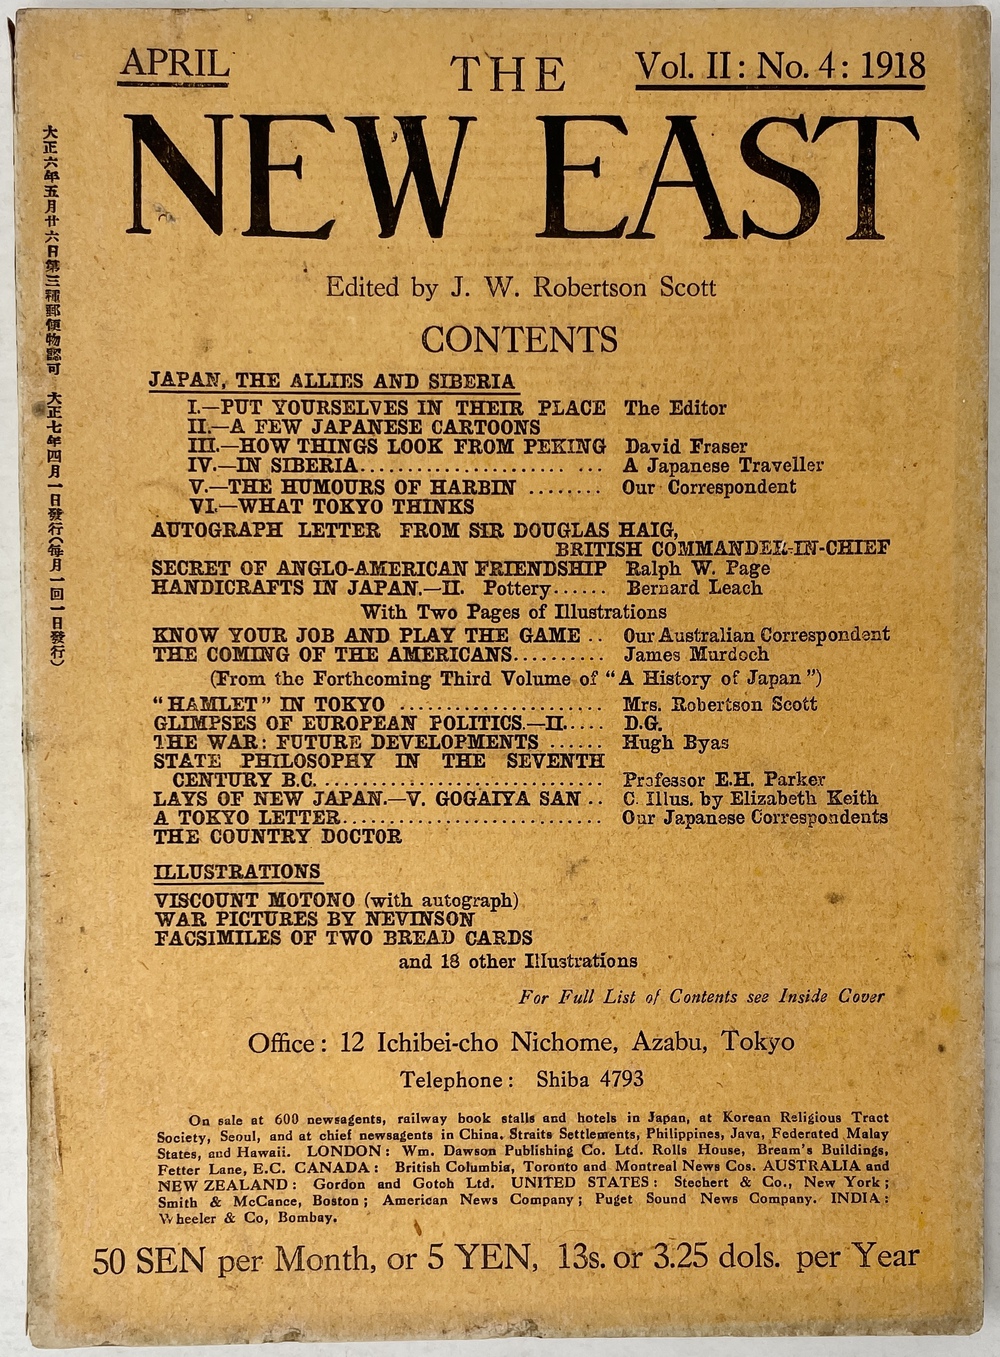 APRIL
THE
Vol. II: No. 4: 1918
NEW EAST
大正六年五月廿六日第三種郵便物認可 大正七年四月一日發行(毎月一回一日發行)
Edited by J. W. Robertson Scott
CONTENTS
JAPAN, THE ALLIES AND SIBERIA
I.—PUT YOURSELVES IN THEIR PLACE The Editor
II.—A FEW JAPANESE CARTOONS
III.—HOW THINGS LOOK FROM PEKING David Fraser
IV.—IN SIBERIA...................... ... A Japanese Traveller
V.—THE HUMOURS OF HARBIN ........ Our Correspondent
VI.—WHAT TOKYO THINKS
AUTOGRAPH LETTER FROM SIR DOUGLAS HAIG,
BRITISH COMMANDER-IN-CHIEF
SECRET OF ANGLO-AMERICAN FRIENDSHIP Ralph W. Page
HANDICRAFTS IN JAPAN.—II. Pottery...... Bernard Leach
With Two Pages of Illustrations
KNOW YOUR JOB AND PLAY THE GAME .. Our Australian Correspondent
THE COMING OF THE AMERICANS.......... James Murdoch
(From the Forthcoming Third Volume of "A History of Japan")
"HAMLET" IN TOKYO ...................... Mrs. Robertson Scott
GLIMPSES OF EUROPEAN POLITICS.—II..... D.G.
THE WAR: FUTURE DEVELOPMENTS ...... Hugh Byas
STATE PHILOSOPHY IN THE SEVENTH
CENTURY B.C. .............................. Professor E.H. Parker
LAYS OF NEW JAPAN.—V. GOGAIYA SAN .. C. Illus. by Elizabeth Keith
A TOKYO LETTER............................ Our Japanese Correspondents
THE COUNTRY DOCTOR
ILLUSTRATIONS
VISCOUNT MOTONO (with autograph)
WAR PICTURES BY NEVINSON
FACSIMILES OF TWO BREAD CARDS
and 18 other Illustrations
For Full List of Contents see Inside Cover
Office: 12 Ichibei-cho Nichome, Azabu, Tokyo
Telephone: Shiba 4793
On sale at 600 newsagents, railway book stalls and hotels in Japan, at Korean Religious Tract
Society, Seoul, and at chief newsagents in China. Straits Settlements, Philippines, Java, Federated Malay
States, and Hawaii. LONDON: Wm. Dawson Publishing Co. Ltd. Rolls House, Bream's Buildings,
Fetter Lane, E.C. CANADA: British Columbia, Toronto and Montreal News Cos. AUSTRALIA and
NEW ZEALAND: Gordon and Gotch Ltd. UNITED STATES: Stechert & Co., New York;
Smith & McCance, Boston; American News Company; Puget Sound News Company. INDIA:
Wheeler & Co, Bombay.
50 SEN per Month, or 5 YEN, 13s. or 3.25 dols. per Year